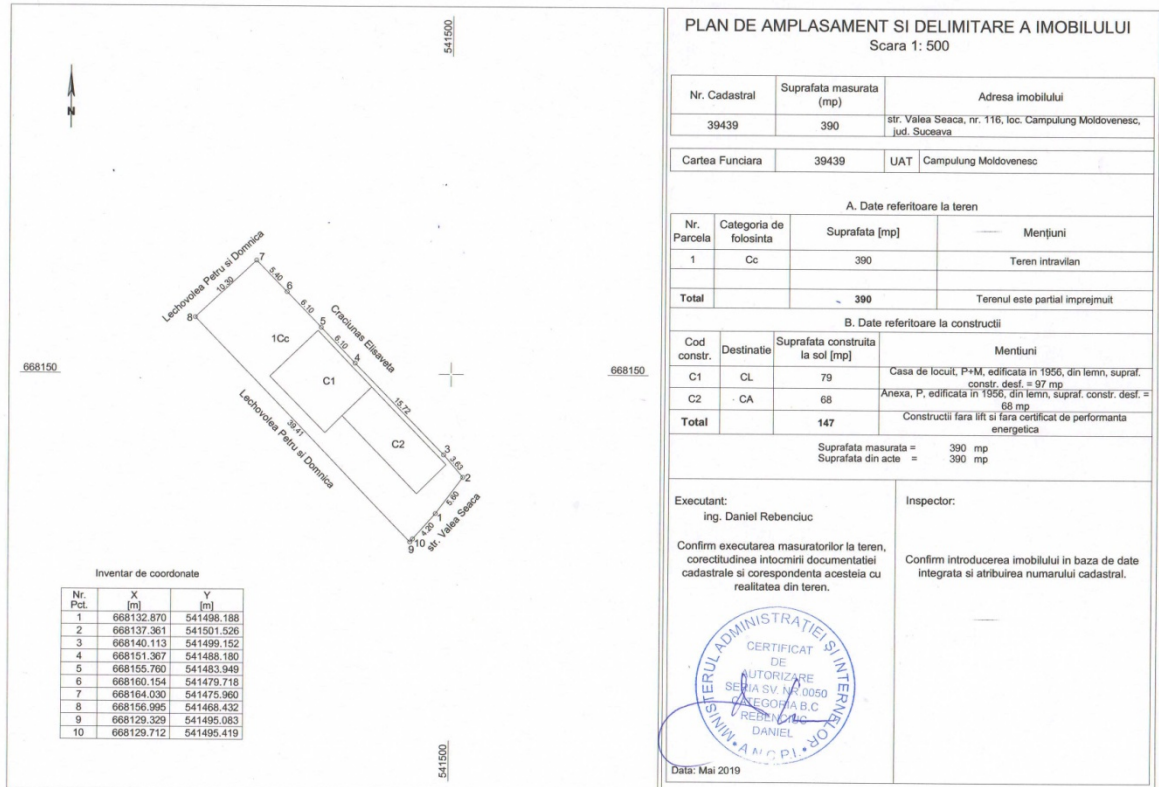 541500
N
668150
668150
Lechovolea Petru si Domnica
10.30
7
5.40
6
6.10
5
6.10
4
Craciunas Elisaveta
15.72
3
3.63
2
5.60
1
4.20
10
9
str. Valea Seaca
8
39.41
Lechovolea Petru si Domnica
1Cc
C1
C2
541500
Inventar de coordonate
Nr. Pct. X [m] Y [m]
1 668132.870 541498.188
2 668137.361 541501.526
3 668140.113 541499.152
4 668151.367 541488.180
5 668155.760 541483.949
6 668160.154 541479.718
7 668164.030 541475.960
8 668156.995 541468.432
9 668129.329 541495.083
10 668129.712 541495.419
PLAN DE AMPLASAMENT SI DELIMITARE A IMOBILULUI
Scara 1: 500
Nr. Cadastral Suprafata masurata (mp) Adresa imobilului
39439 390 str. Valea Seaca, nr. 116, loc. Campulung Moldovenesc,
jud. Suceava
Cartea Funciara 39439 UAT Campulung Moldovenesc
A. Date referitoare la teren
Nr. Parcela Categoria de folosinta Suprafata [mp] Mențiuni
1 Cc 390 Teren intravilan
Total 390 Terenul este partial imprejmuit
B. Date referitoare la constructii
Cod constr. Destinatie Suprafata construita la sol [mp] Mentiuni
C1 CL 79 Casa de locuit, P+M, edificata in 1956, din lemn, supraf.
constr. desf. = 97 mp
C2 CA 68 Anexa, P, edificata in 1956, din lemn, supraf. constr. desf. =
68 mp
Total 147 Constructii fara lift si fara certificat de performanta
energetica
Suprafata masurata = 390 mp
Suprafata din acte = 390 mp
Executant:
ing. Daniel Rebenciuc
Confirm executarea masuratorilor la teren,
corectitudinea intocmirii documentatiei
cadastrale si corespondenta acesteia cu
realitatea din teren.
MINISTERUL ADMINISTRAȚIEI ȘI INTERNELOR
CERTIFICAT
DE
AUTORIZARE
SERIA SV. NR.0050
CATEGORIA B.C
REBENCIUC
DANIEL
A.N.C.P.I.
Data: Mai 2019
Inspector:
Confirm introducerea imobilului in baza de date
integrata si atribuirea numarului cadastral.